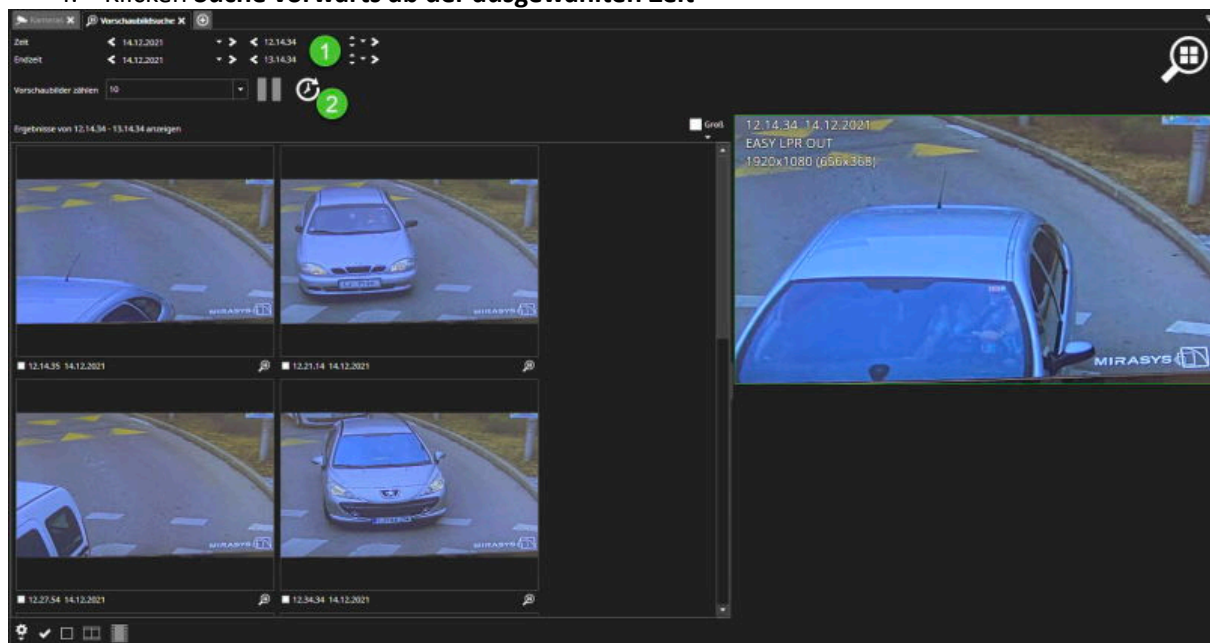 Klicken Suche vorwärts ab der ausgewählten Zeit
Kameras Vorschaubildsuche
Zeit 14.12.2021 12.14.34 1
Endzeit 14.12.2021 13.14.34
Vorschaubilder zählen 10 2
Ergebnisse von 12.14.34 - 13.14.34 anzeigen Groß
12.14.34 14.12.2021
EASY LPR OUT
1920x1080 (656x368)
MIRASYS MIRASYS
MIRASYS
12.14.35 14.12.2021 12.21.14 14.12.2021
MIRASYS MIRASYS
12.27.54 14.12.2021 12.34.34 14.12.2021